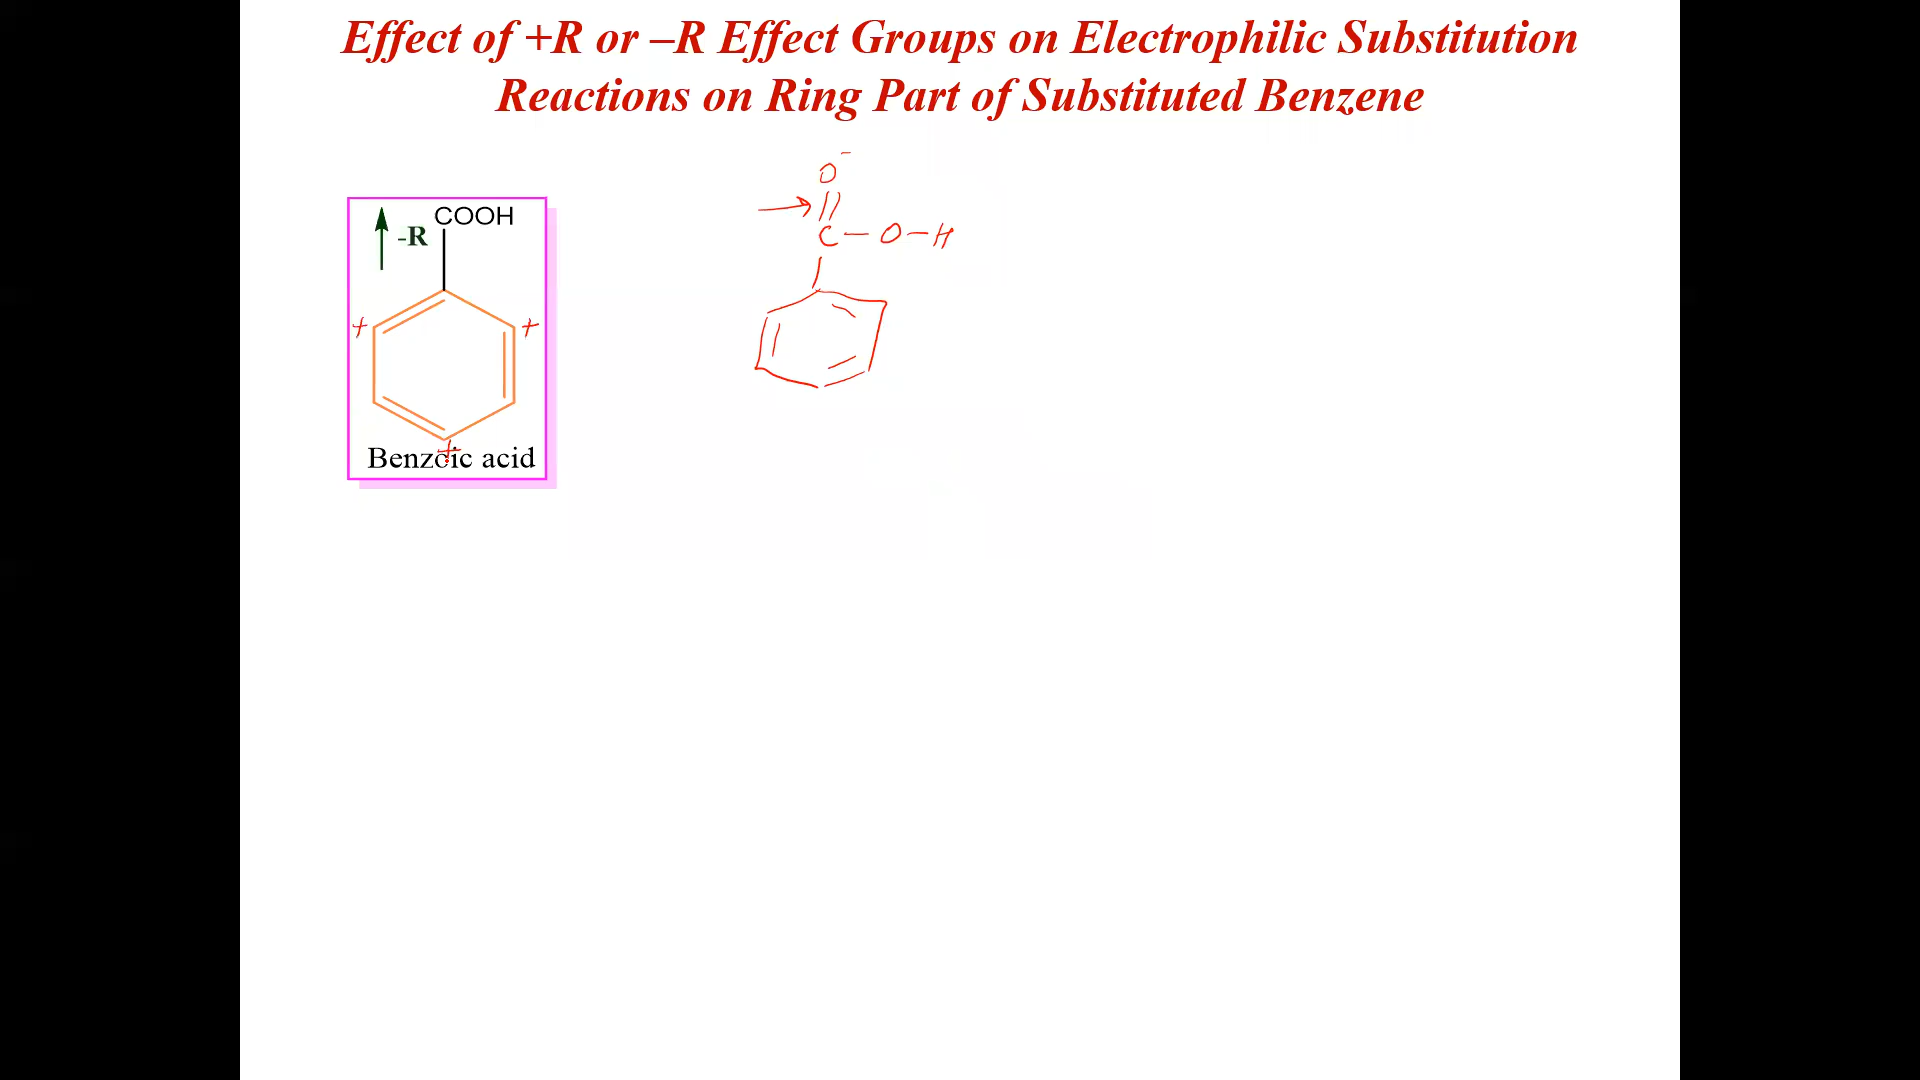 Effect of +R or –R Effect Groups on Electrophilic Substitution
Reactions on Ring Part of Substituted Benzene
COOH
-R
+ +
+
Benzoic acid
O⁻
C – O – H